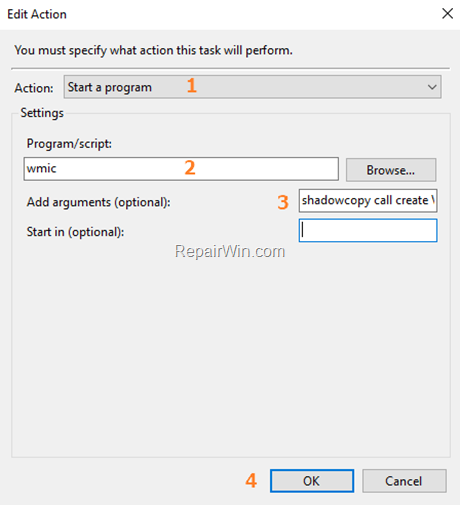 Edit Action
You must specify what action this task will perform.
Action: Start a program 1
Settings
Program/script:
wmic 2 Browse...
Add arguments (optional): 3 shadowcopy call create
Start in (optional):
RepairWin.com
4 OK Cancel